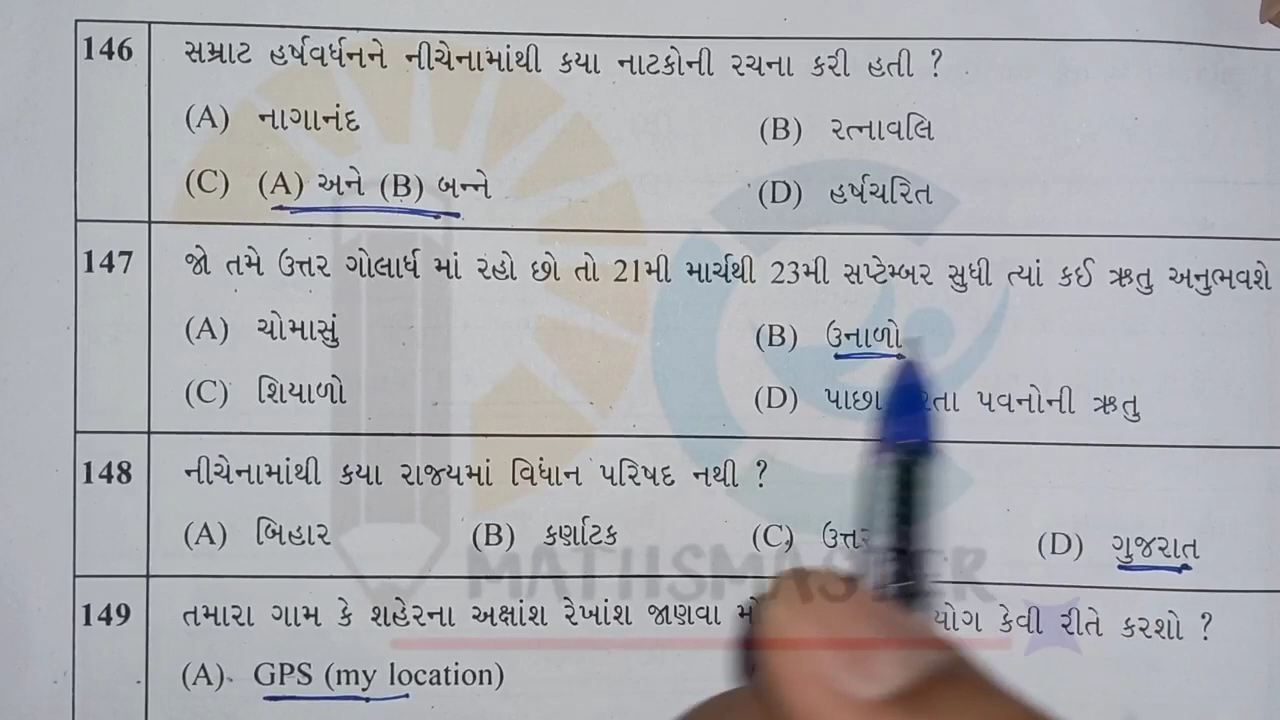 146 સમ્રાટ હર્ષવર્ધનને નીચેનામાંથી કયા નાટકોની રચના કરી હતી ?
(A) નાગાનંદ (B) રત્નાવલિ
(C) (A) અને (B) બન્ને (D) હર્ષચરિત
147 જો તમે ઉત્તર ગોલાર્ધ માં રહો છો તો 21મી માર્ચથી 23મી સપ્ટેમ્બર સુધી ત્યાં કઈ ઋતુ અનુભવશે
(A) ચોમાસું (B) ઉનાળો
(C) શિયાળો (D) પવનોની ઋતુ
148 નીચેનામાંથી કયા રાજ્યમાં વિધાન પરિષદ નથી ?
(A) બિહાર (B) કર્ણાટક (C) (D) ગુજરાત
MATHSMASTER
149 તમારા ગામ કે શહેરના અક્ષાંશ રેખાંશ જાણવા કેવી રીતે કરશો ?
(A) GPS (my location)